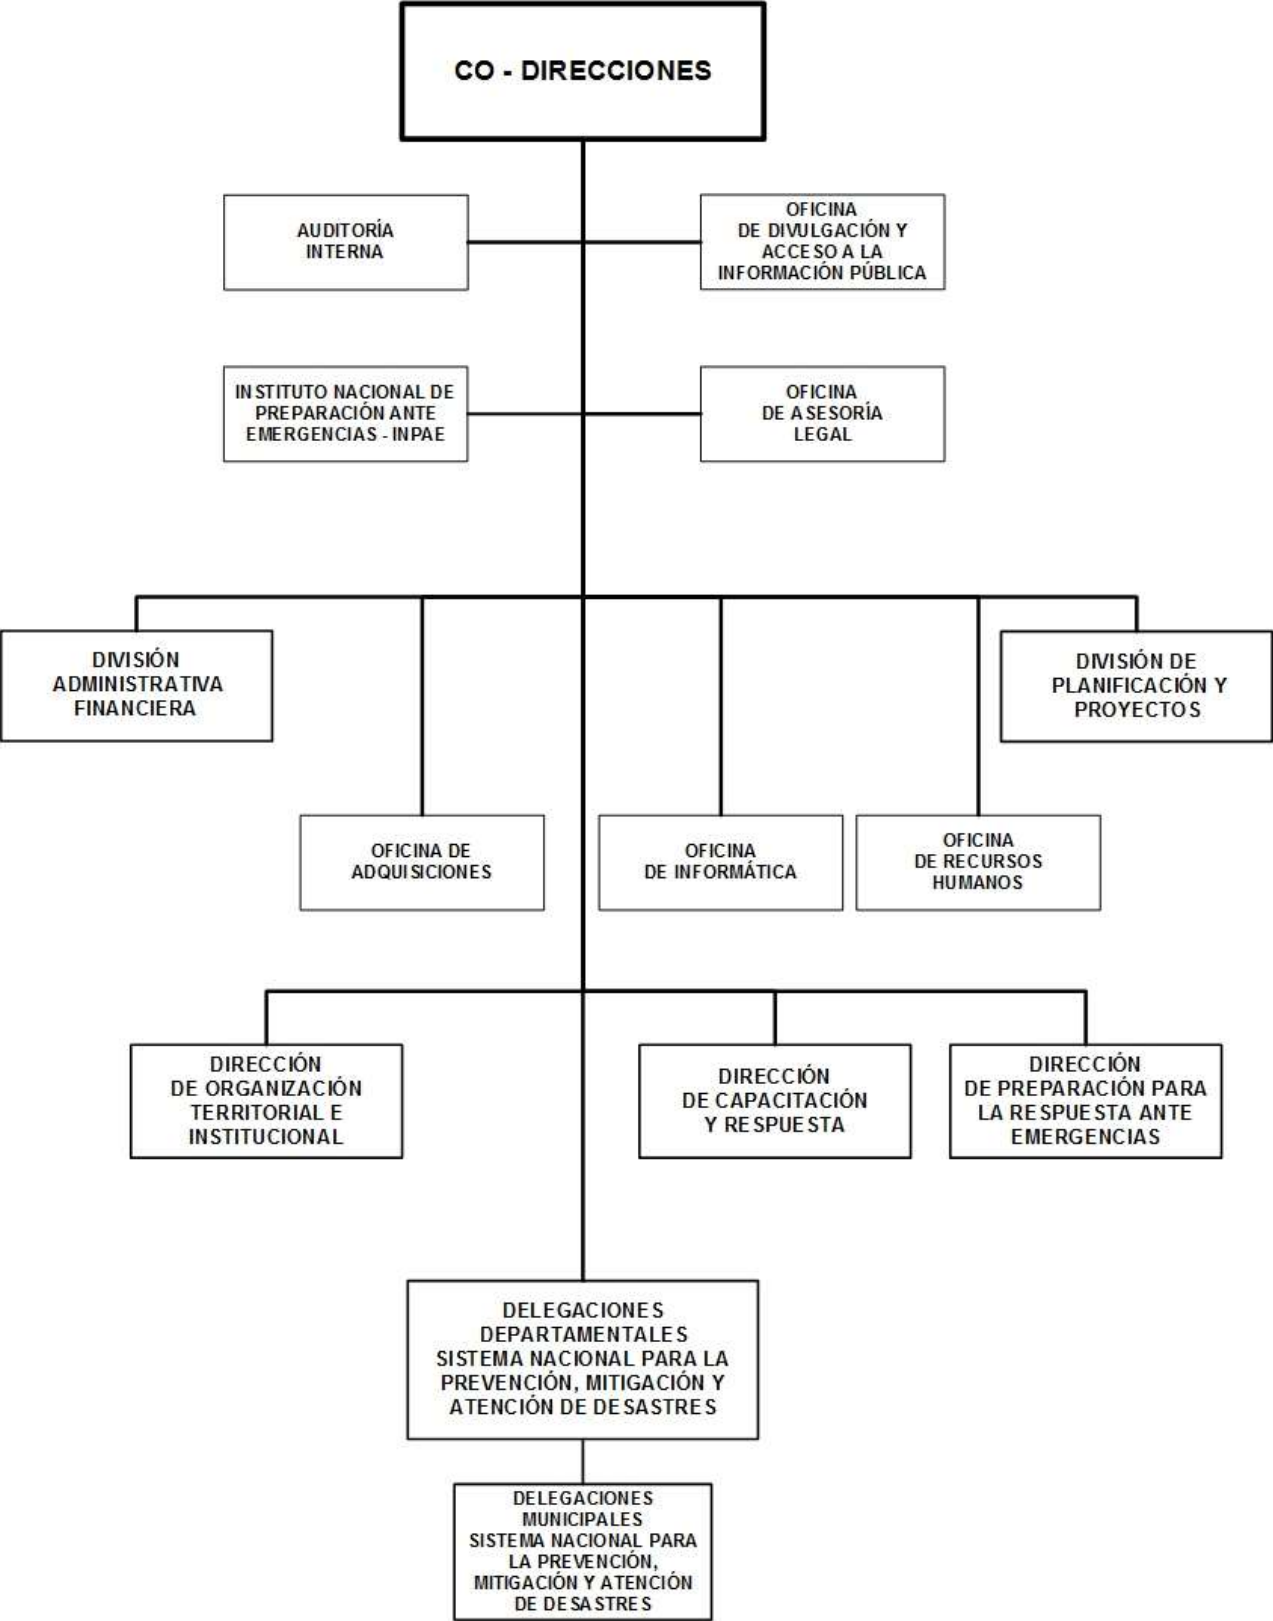 CO - DIRECCIONES
AUDITORÍA
INTERNA
OFICINA
DE DIVULGACIÓN Y
ACCESO A LA
INFORMACIÓN PÚBLICA
INSTITUTO NACIONAL DE
PREPARACIÓN ANTE
EMERGENCIAS - INPAE
OFICINA
DE ASESORÍA
LEGAL
DIVISIÓN
ADMINISTRATIVA
FINANCIERA
DIVISIÓN DE
PLANIFICACIÓN Y
PROYECTOS
OFICINA DE
ADQUISICIONES
OFICINA
DE INFORMÁTICA
OFICINA
DE RECURSOS
HUMANOS
DIRECCIÓN
DE ORGANIZACIÓN
TERRITORIAL E
INSTITUCIONAL
DIRECCIÓN
DE CAPACITACIÓN
Y RESPUESTA
DIRECCIÓN
DE PREPARACIÓN PARA
LA RESPUESTA ANTE
EMERGENCIAS
DELEGACIONES
DEPARTAMENTALES
SISTEMA NACIONAL PARA LA
PREVENCIÓN, MITIGACIÓN Y
ATENCIÓN DE DESASTRES
DELEGACIONES
MUNICIPALES
SISTEMA NACIONAL PARA
LA PREVENCIÓN,
MITIGACIÓN Y ATENCIÓN
DE DESASTRES